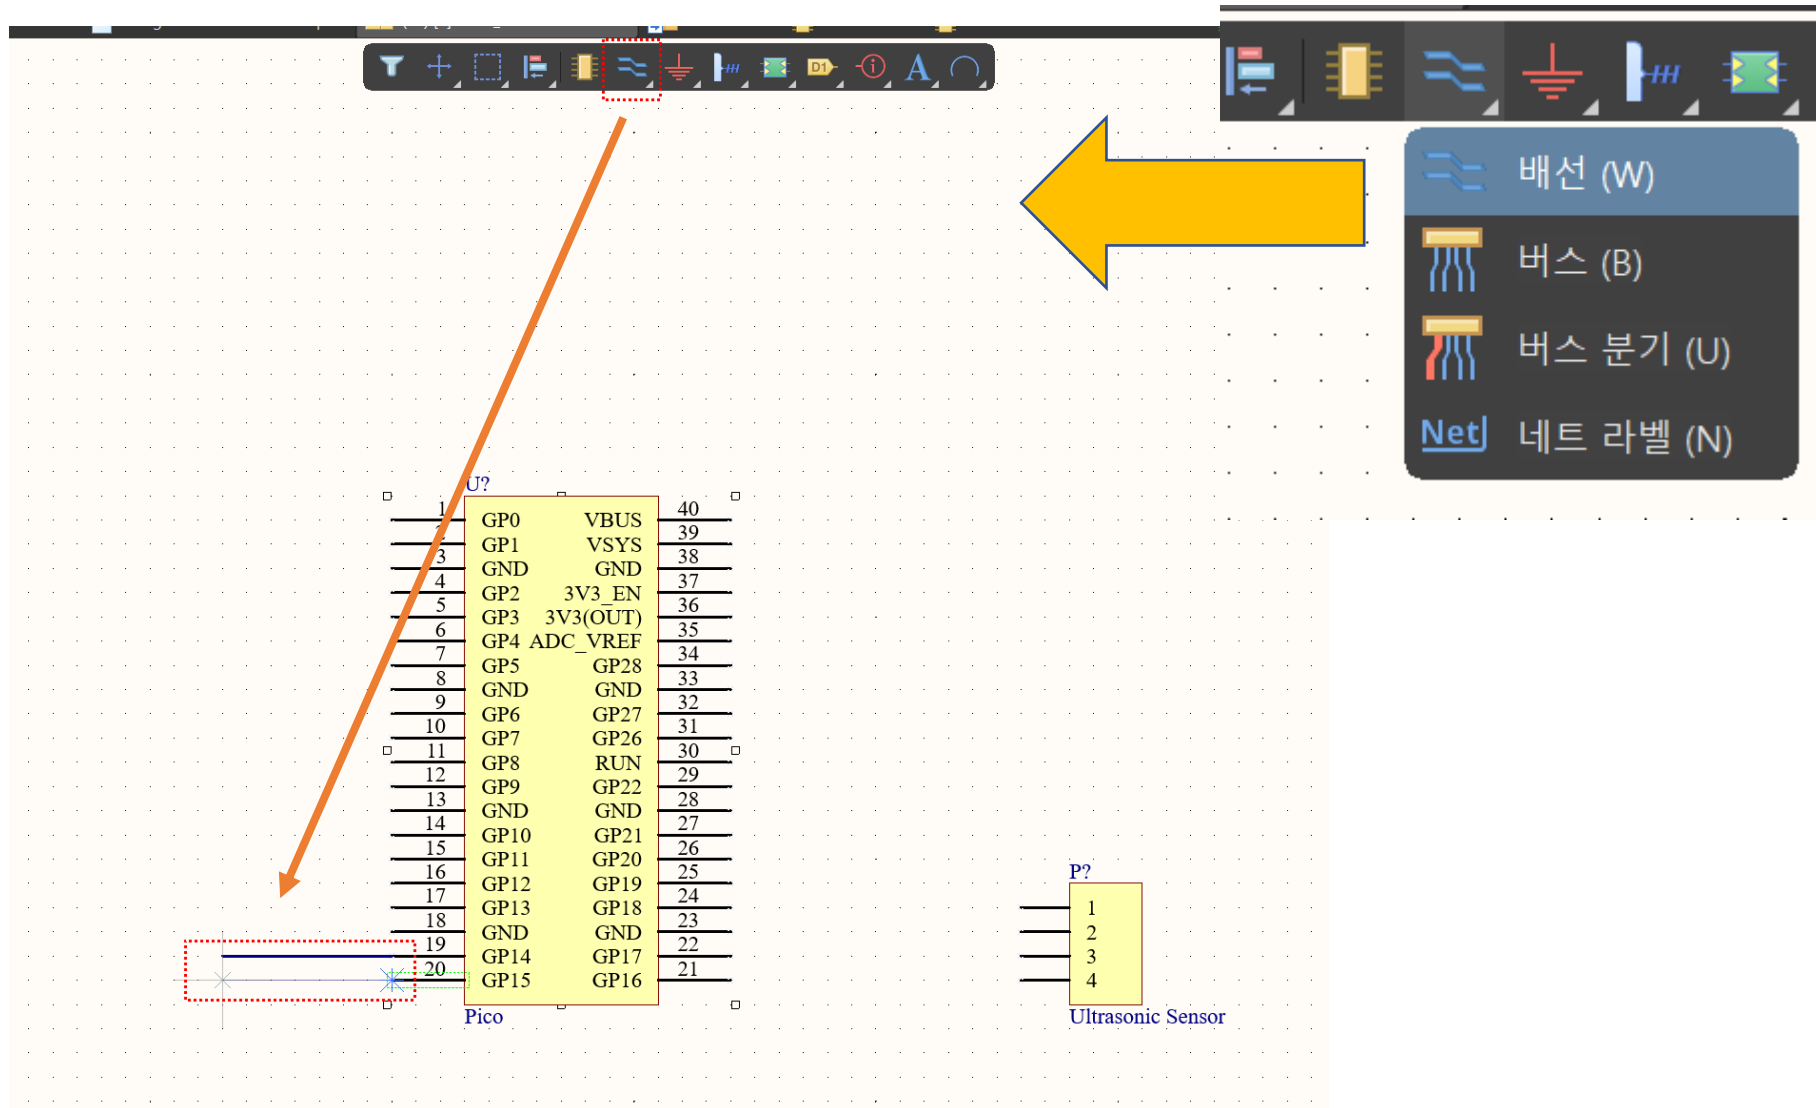 D1
A
배선 (W)
버스 (B)
버스 분기 (U)
Net 네트 라벨 (N)
U?
1 GP0 VBUS 40
GP1 VSYS 39
3 GND GND 38
4 GP2 3V3_EN 37
5 GP3 3V3(OUT) 36
6 GP4 ADC_VREF 35
7 GP5 GP28 34
8 GND GND 33
9 GP6 GP27 32
10 GP7 GP26 31
11 GP8 RUN 30
12 GP9 GP22 29
13 GND GND 28
14 GP10 GP21 27
15 GP11 GP20 26
16 GP12 GP19 25
17 GP13 GP18 24
18 GND GND 23
19 GP14 GP17 22
20 GP15 GP16 21
Pico
P?
1
2
3
4
Ultrasonic Sensor